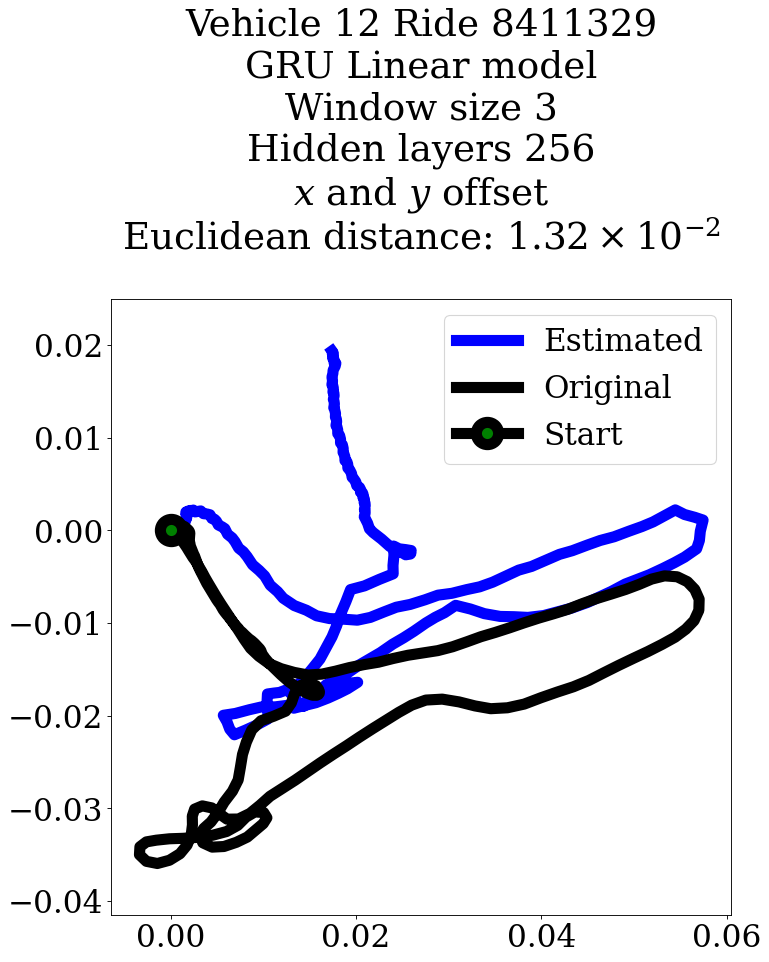 Vehicle 12 Ride 8411329
GRU Linear model
Window size 3
Hidden layers 256
x and y offset
Euclidean distance: 1.32 × 10⁻²
Estimated
Original
Start
0.02
0.01
0.00
−0.01
−0.02
−0.03
−0.04
0.00 0.02 0.04 0.06